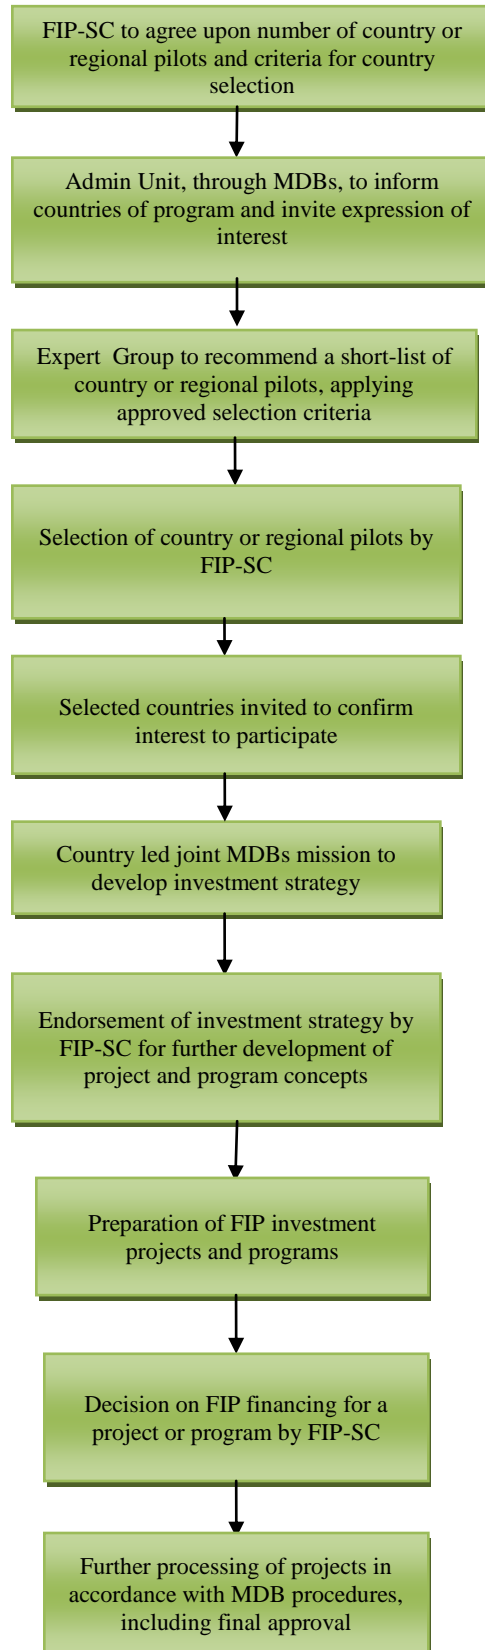 FIP-SC to agree upon number of country or
regional pilots and criteria for country
selection
Admin Unit, through MDBs, to inform
countries of program and invite expression of
interest
Expert Group to recommend a short-list of
country or regional pilots, applying
approved selection criteria
Selection of country or regional pilots by
FIP-SC
Selected countries invited to confirm
interest to participate
Country led joint MDBs mission to
develop investment strategy
Endorsement of investment strategy by
FIP-SC for further development of
project and program concepts
Preparation of FIP investment
projects and programs
Decision on FIP financing for a
project or program by FIP-SC
Further processing of projects in
accordance with MDB procedures,
including final approval